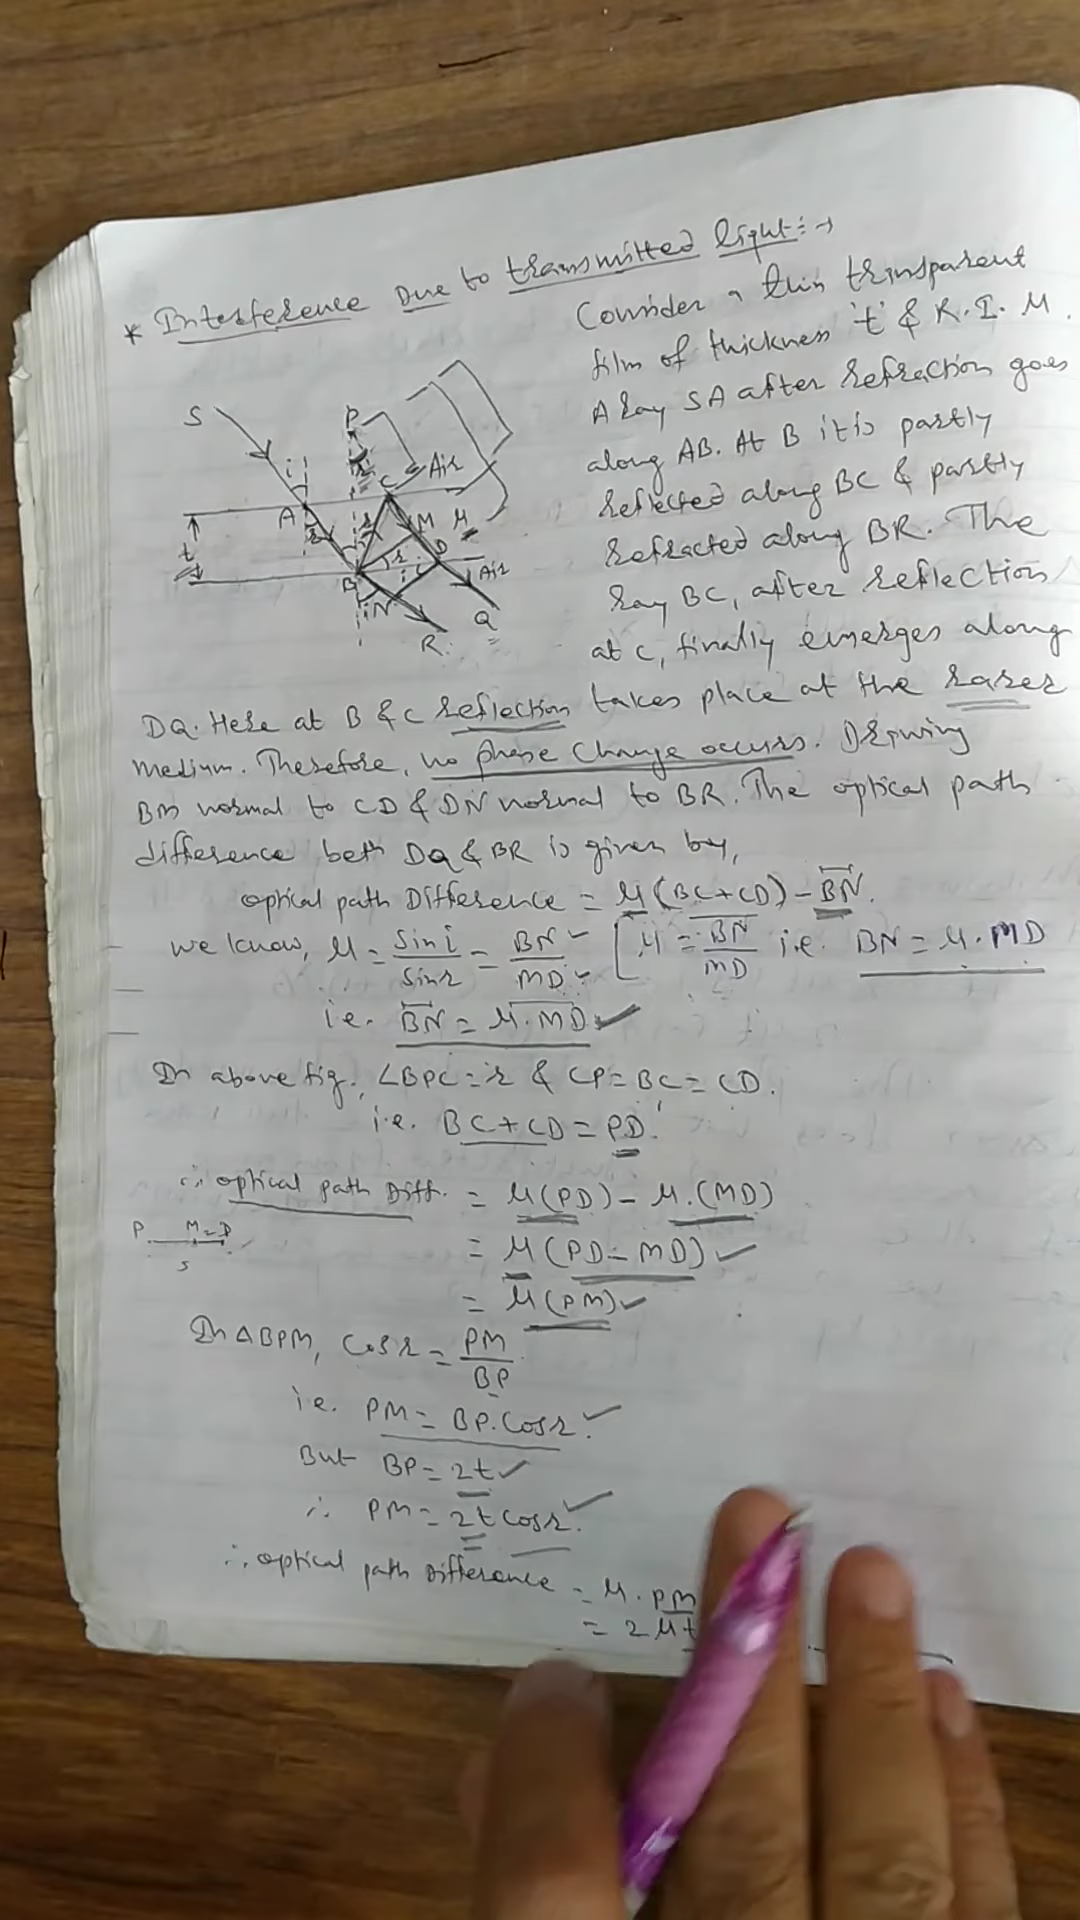 * Interference Due to transmitted light:→
Consider a thin transparent
film of thickness 't' & R.I. μ.
A ray SA after refraction goes
along AB. At B it is partly
reflected along BC & partly
refracted along BR. The
ray BC, after reflection
at C, finally emerges along
S
P
i
Air
C
A
r
r
M
μ
t
r
D
i
Air
B
i
N
Q
R
DQ. Here at B & C reflection takes place at the rarer
medium. Therefore, no phase change occurs. Drawing
BM normal to CD & DN normal to BR. The optical path
difference betn DQ & BR is given by,
optical path Difference = μ(BC+CD) - BN.
we know, μ = sin i / sin r = BN / MD [ μ = BN / MD i.e. BN = μ. MD
i.e. BN = μ. MD ✓
In above fig, ∠BPC = r & CP = BC = CD.
i.e. BC + CD = PD.
∴ optical path Diff. = μ(PD) - μ.(MD)
P M D
S
= μ(PD - MD) ✓
= μ(PM) ✓
In △BPM, Cos r = PM / BP
i.e. PM = BP. Cos r. ✓
But BP = 2t ✓
∴ PM = 2t cos r. ✓
∴ optical path Difference = μ. PM
= 2 μ t